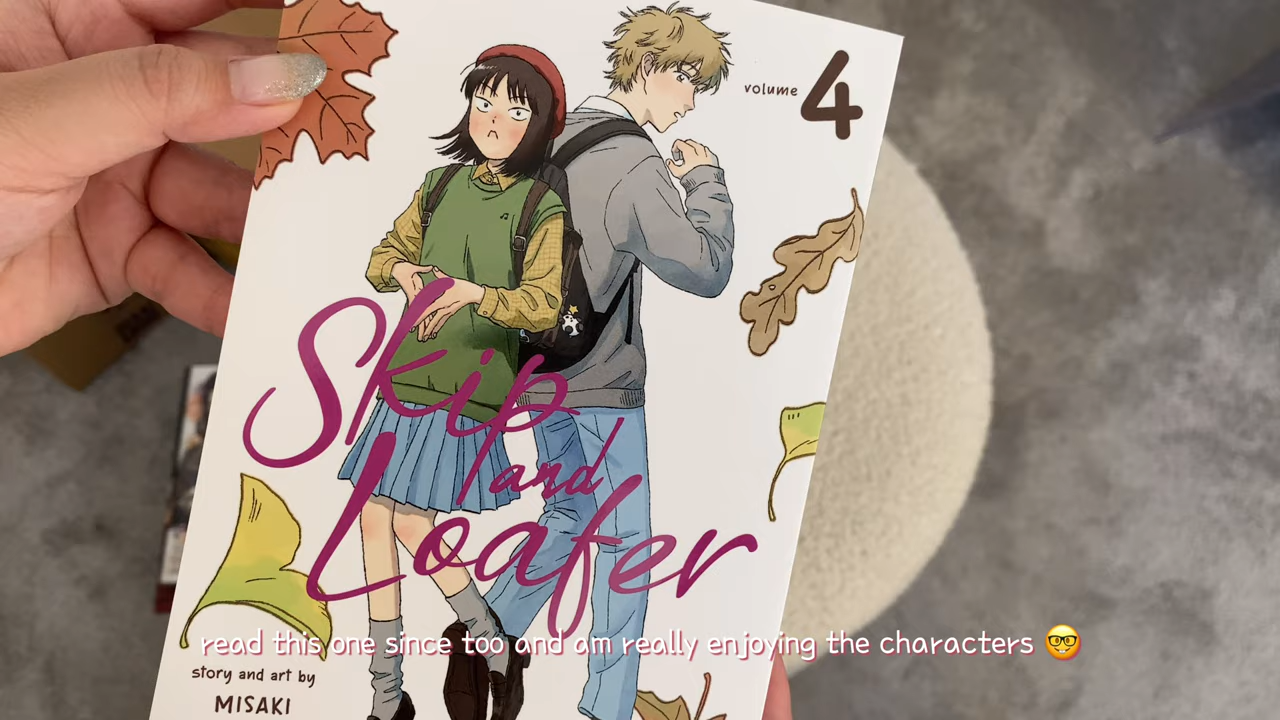 volume 4
Skip
and
Loafer
read this one since too and am really enjoying the characters 🤓
story and art by
MISAKI